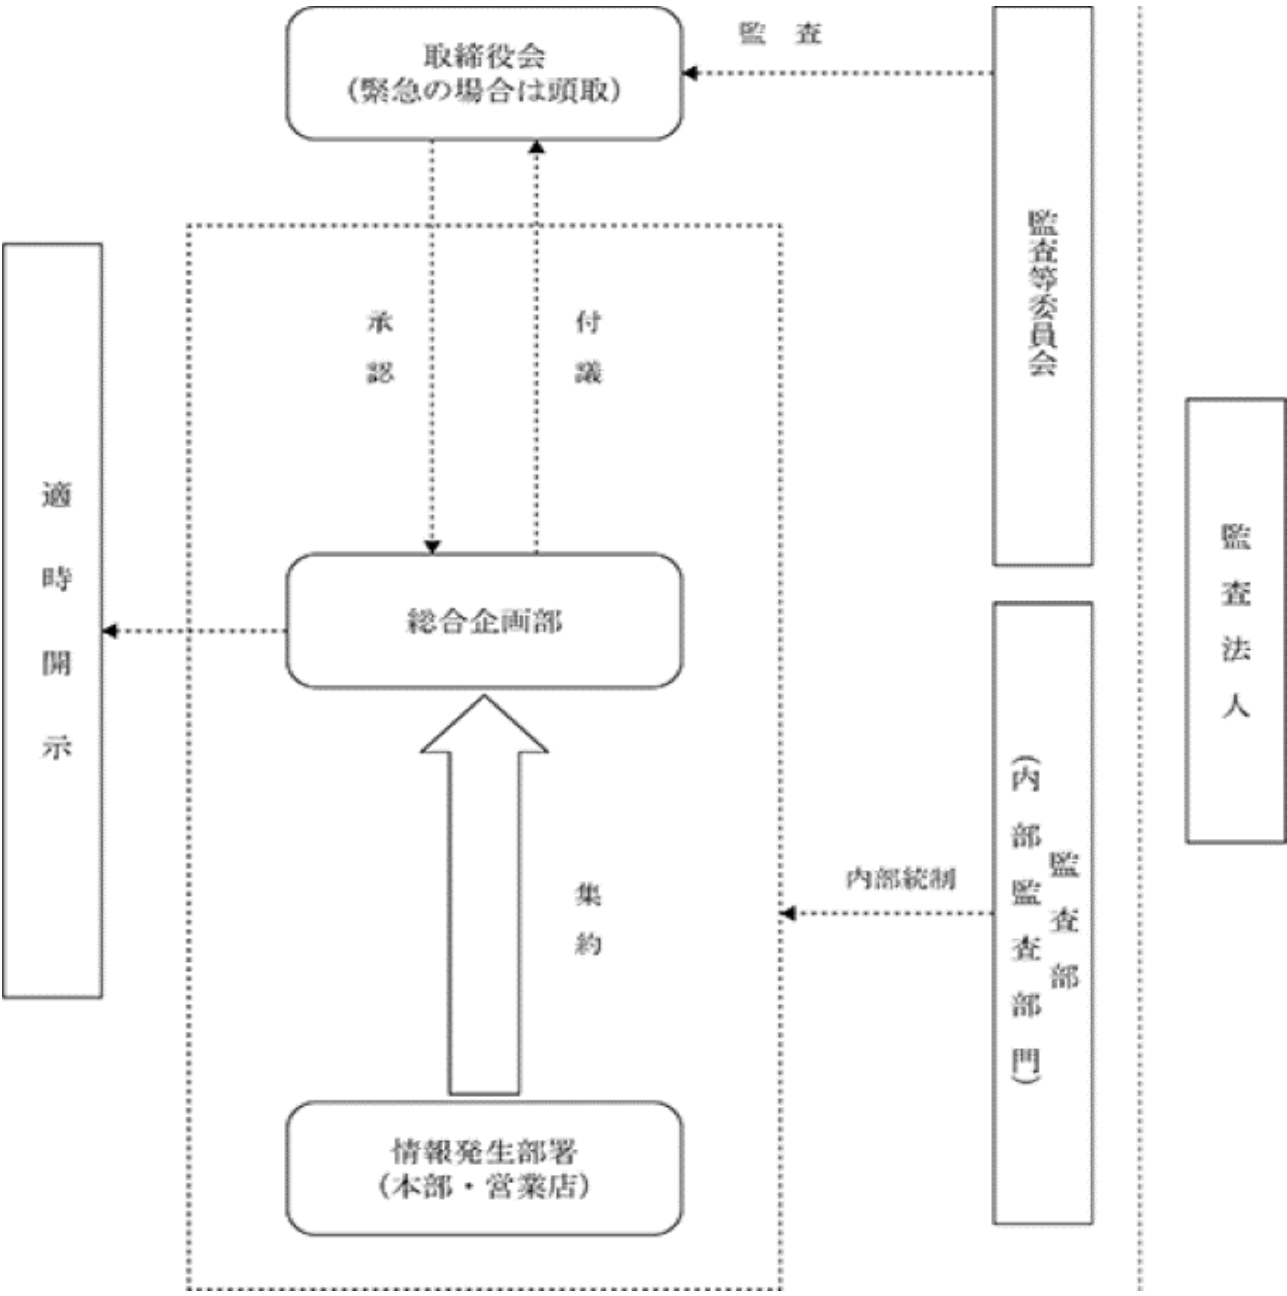 取締役会
(緊急の場合は頭取)
監 査
監査等委員会
承認
付議
適時開示
総合企画部
監査法人
内部統制
監査部
(内部監査部門)
集約
情報発生部署
(本部・営業店)